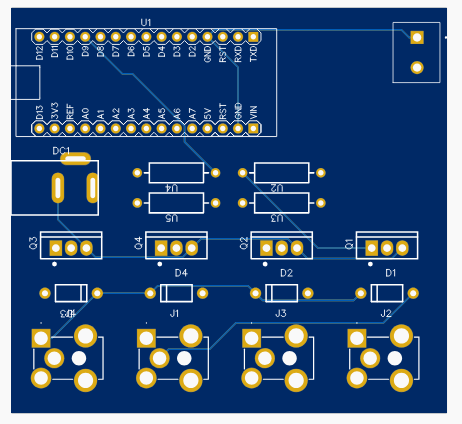 U1
D12 D11 D10 D9 D8 D7 D6 D5 D4 D3 D2 GND RST RXD TXD
D13 3V3 REF A0 A1 A2 A3 A4 A5 A6 A7 5V RST GND VIN
DC1
U4 U2
U5 U3
Q3 Q4 Q2 Q1
D4 D2 D1
J1 J3 J2